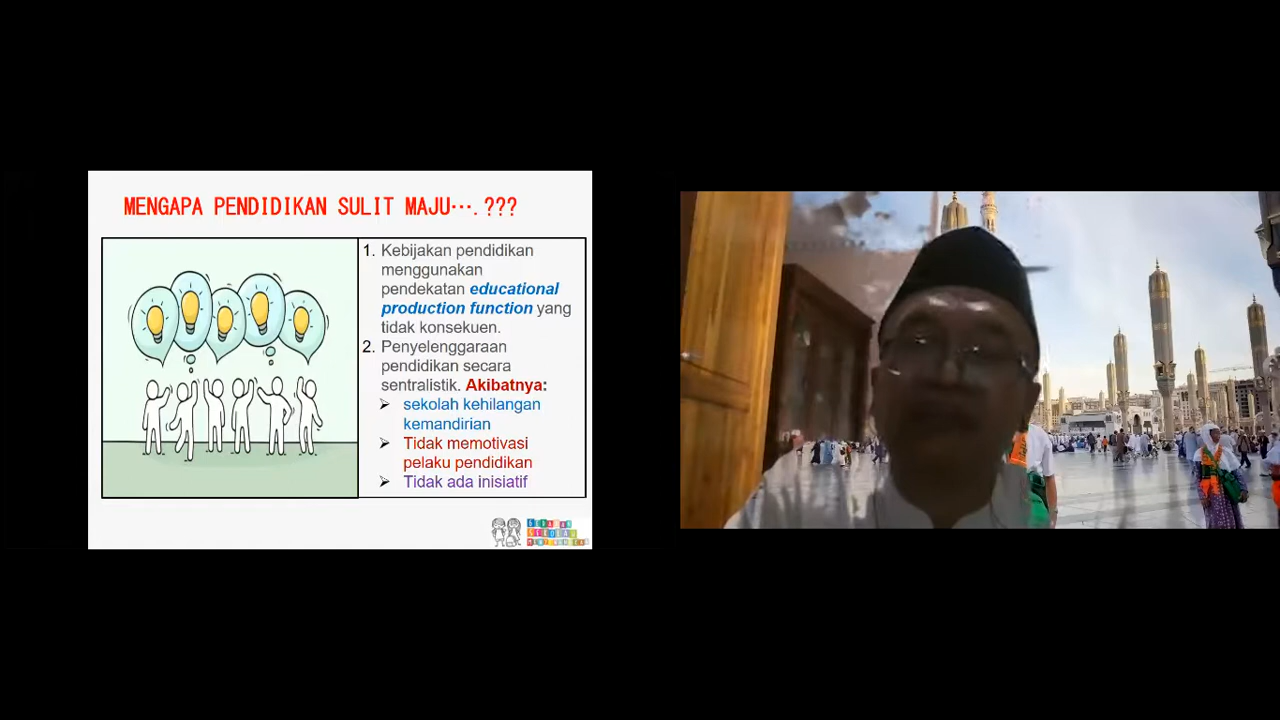 MENGAPA PENDIDIKAN SULIT MAJU….???
1. Kebijakan pendidikan
menggunakan
pendekatan educational
production function yang
tidak konsekuen.
2. Penyelenggaraan
pendidikan secara
sentralistik. Akibatnya:
➤ sekolah kehilangan
kemandirian
➤ Tidak memotivasi
pelaku pendidikan
➤ Tidak ada inisiatif